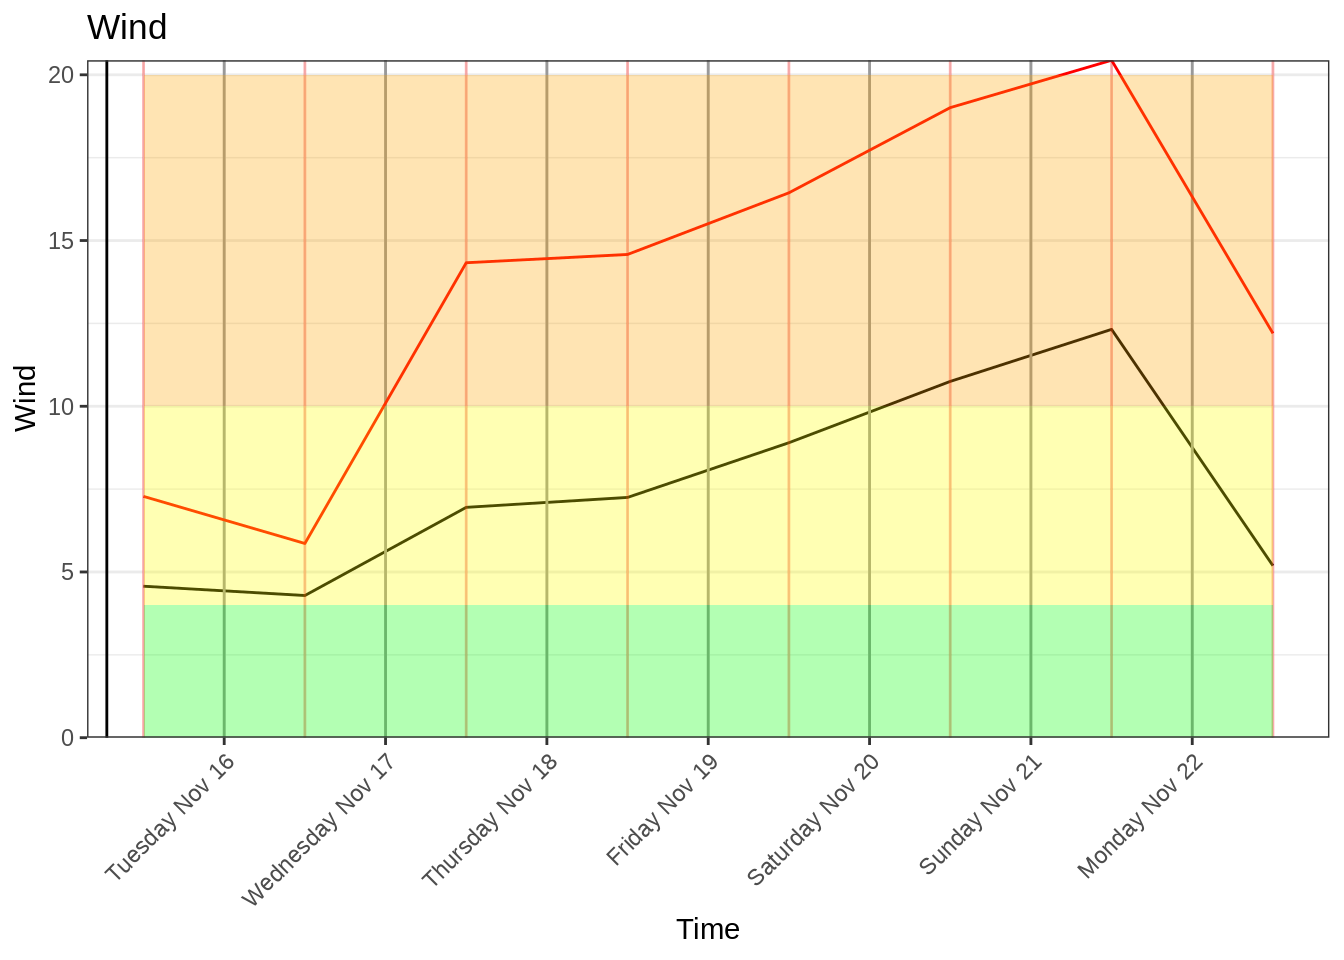 Wind
20
15
10
5
0
Wind
Tuesday Nov 16
Wednesday Nov 17
Thursday Nov 18
Friday Nov 19
Saturday Nov 20
Sunday Nov 21
Monday Nov 22
Time